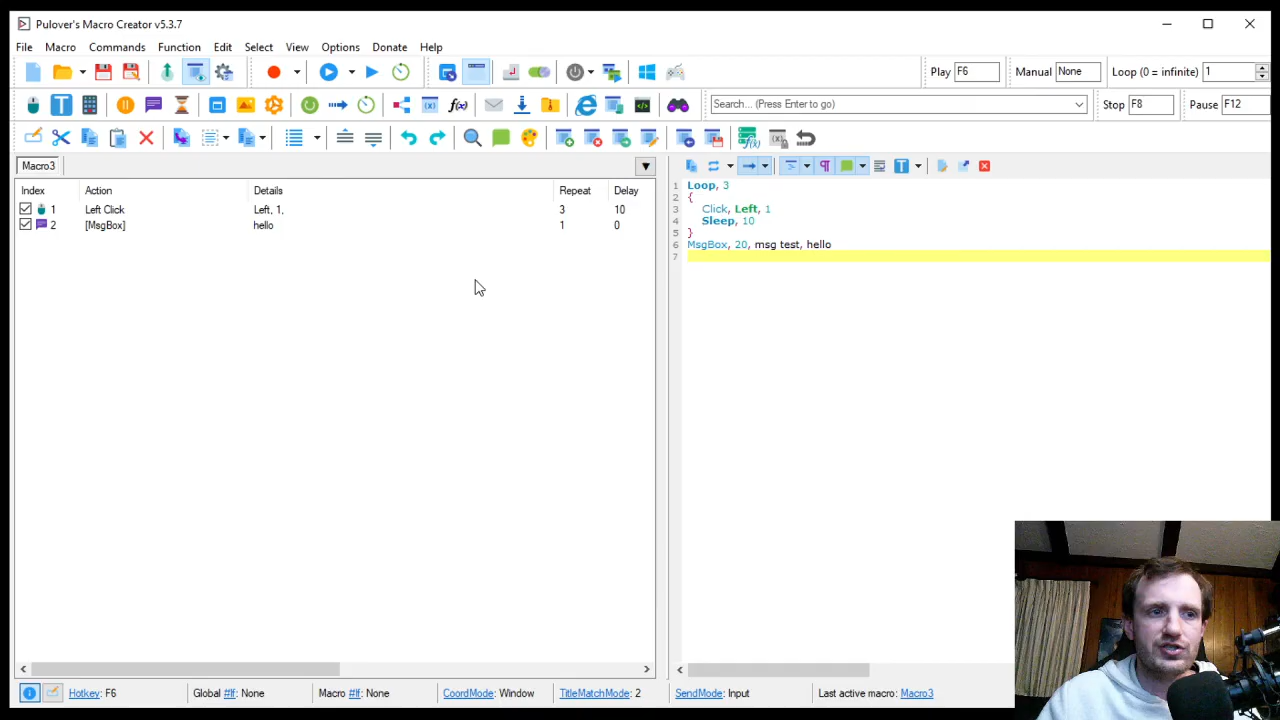 Pulover's Macro Creator v5.3.7
File Macro Commands Function Edit Select View Options Donate Help
Play F6 Manual None Loop (0 = infinite) 1
Search... (Press Enter to go) Stop F8 Pause F12
Macro3
Index Action Details Repeat Delay
1 Left Click Left, 1, 3 10
2 [MsgBox] hello 1 0
1 Loop, 3
2 {
3 Click, Left, 1
4 Sleep, 10
5 }
6 MsgBox, 20, msg test, hello
7
Hotkey: F6 Global #If: None Macro #If: None CoordMode: Window TitleMatchMode: 2 SendMode: Input Last active macro: Macro3